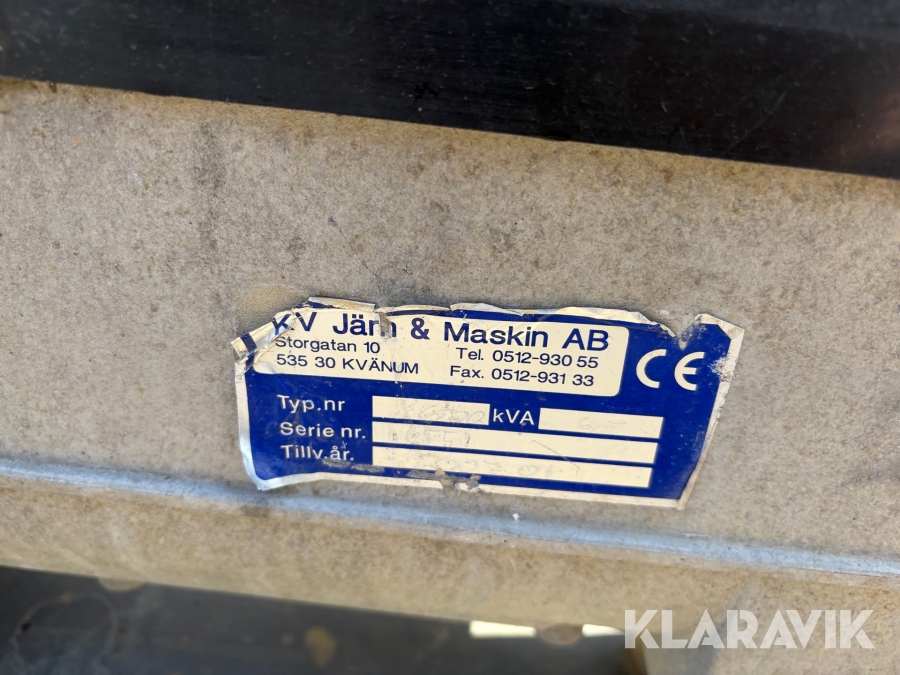 KV Järn & Maskin AB
Storgatan 10
Tel. 0512-930 55
535 30 KVÄNUM
Fax. 0512-931 33
CE
Typ.nr kVA
Serie nr.
Tillv.år.
KLARAVIK